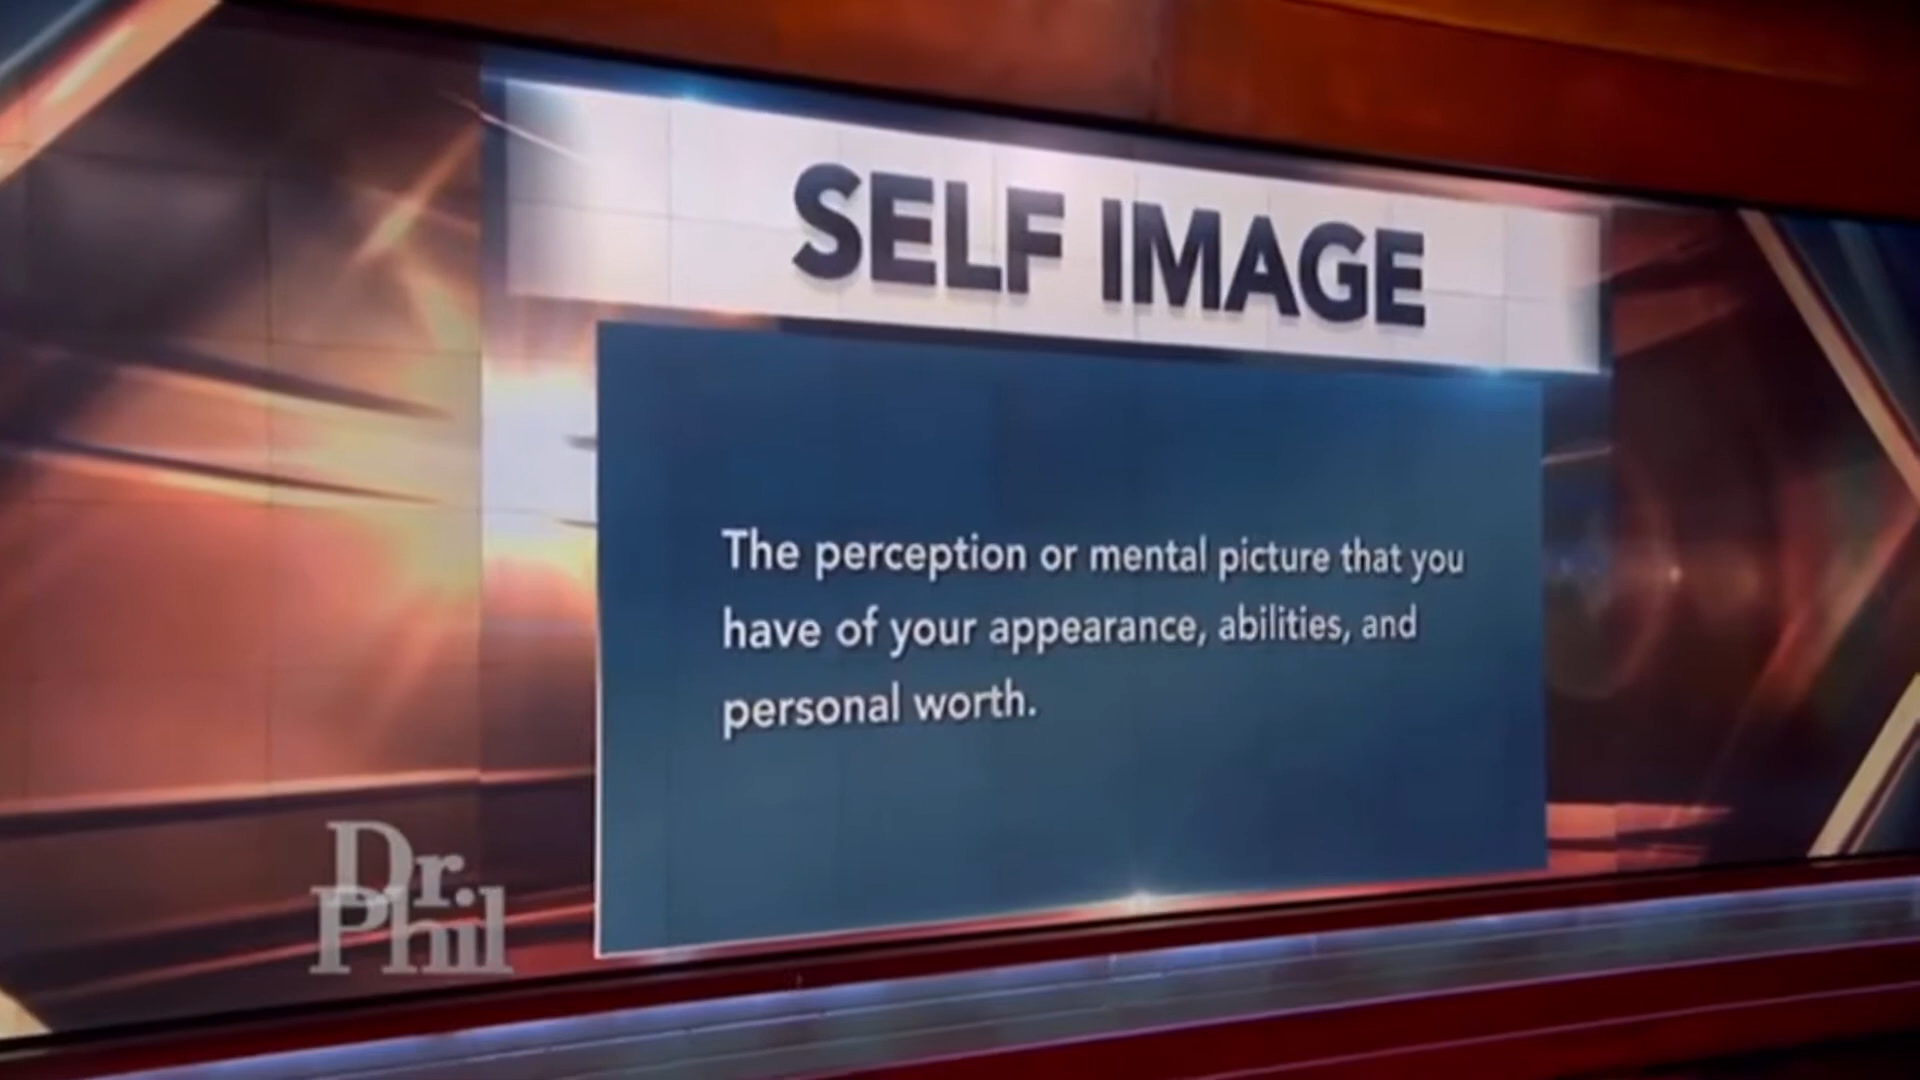 SELF IMAGE
The perception or mental picture that you
have of your appearance, abilities, and
personal worth.
Dr.
Phil